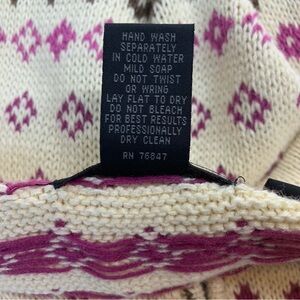 HAND WASH
SEPARATELY
IN COLD WATER
MILD SOAP
DO NOT TWIST
OR WRING
LAY FLAT TO DRY
DO NOT BLEACH
FOR BEST RESULTS
PROFESSIONALLY
DRY CLEAN
RN 76847